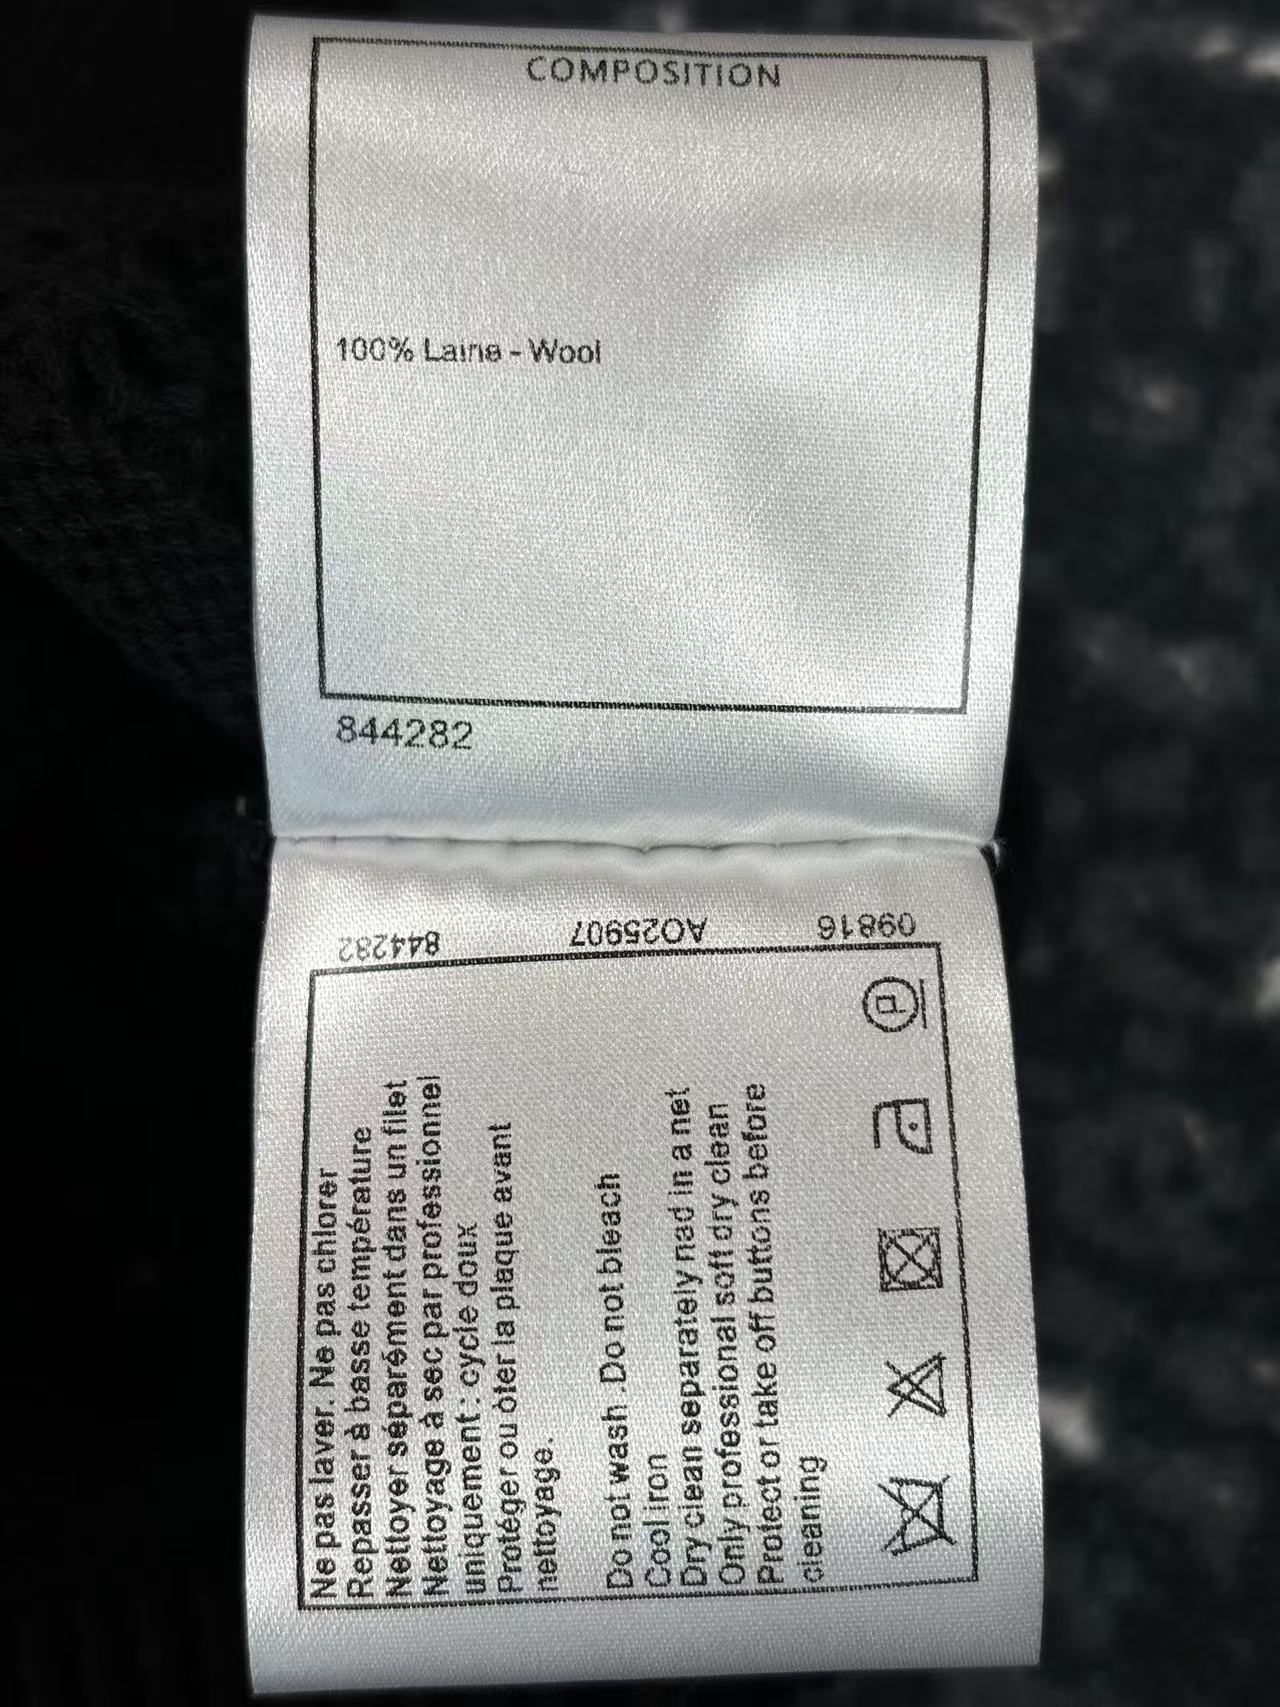 COMPOSITION
100% Laine - Wool
844282
844282
AO25907
09816
Ne pas laver. Ne pas chlorer
Repasser à basse température
Nettoyer séparément dans un filet
Nettoyage à sec par professionnel
uniquement : cycle doux
Protéger ou ôter la plaque avant
nettoyage.
Do not wash .Do not bleach
Cool iron
Dry clean separately nad in a net
Only professional soft dry clean
Protect or take off buttons before
cleaning
P